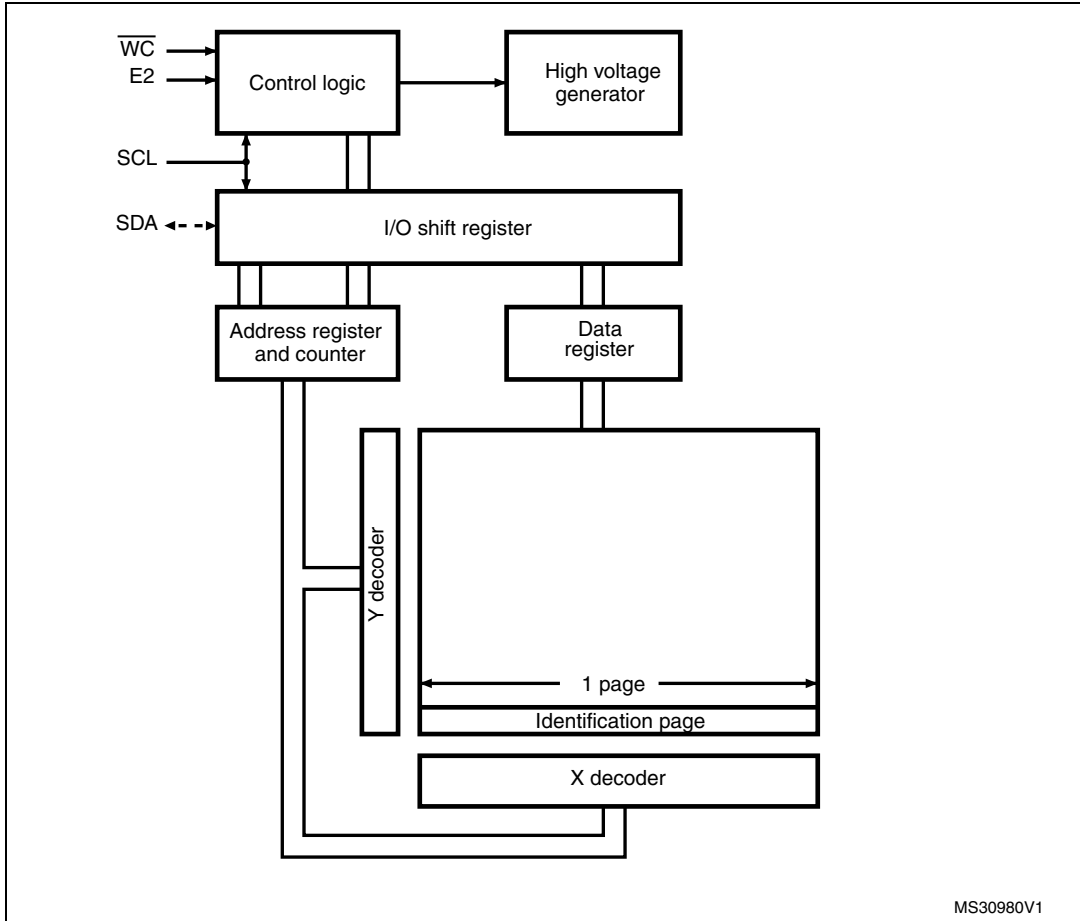 W̅C̅
E2
Control logic
High voltage
generator
SCL
SDA
I/O shift register
Address register
and counter
Data
register
Y decoder
1 page
Identification page
X decoder
MS30980V1